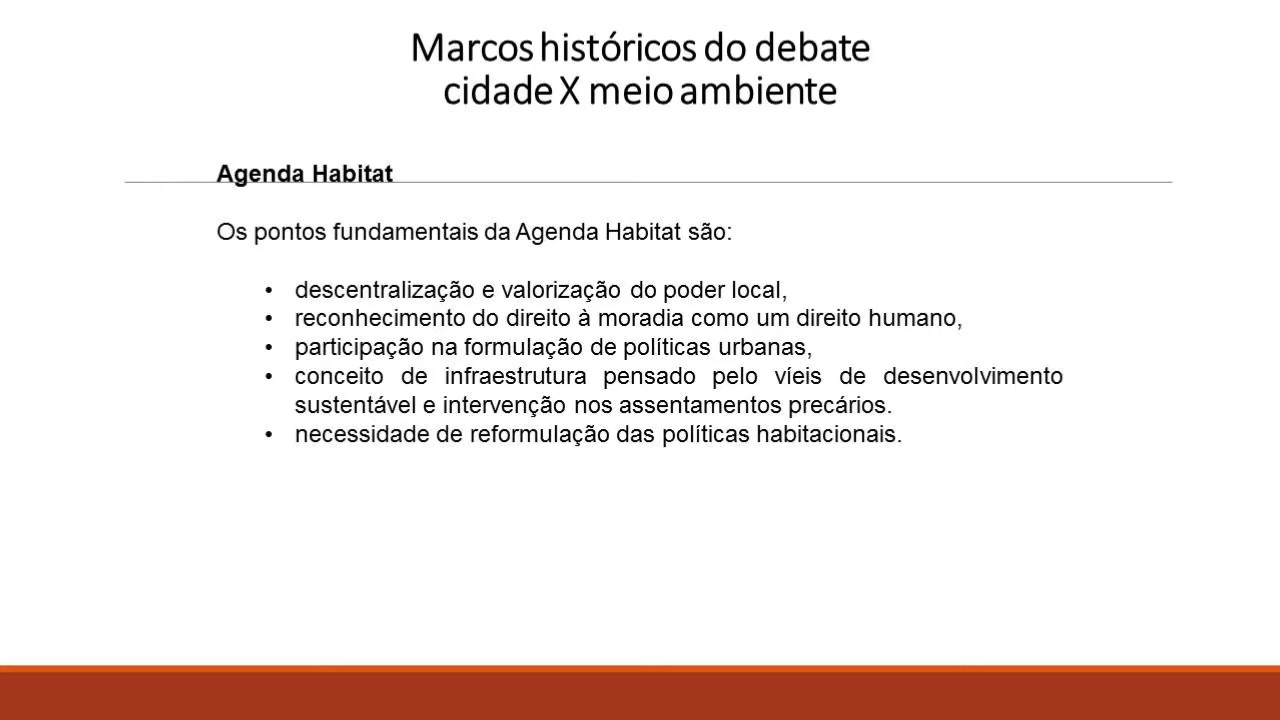 Marcos históricos do debate
cidade X meio ambiente
Agenda Habitat
Os pontos fundamentais da Agenda Habitat são:
• descentralização e valorização do poder local,
• reconhecimento do direito à moradia como um direito humano,
• participação na formulação de políticas urbanas,
• conceito de infraestrutura pensado pelo víeis de desenvolvimento
sustentável e intervenção nos assentamentos precários.
• necessidade de reformulação das políticas habitacionais.